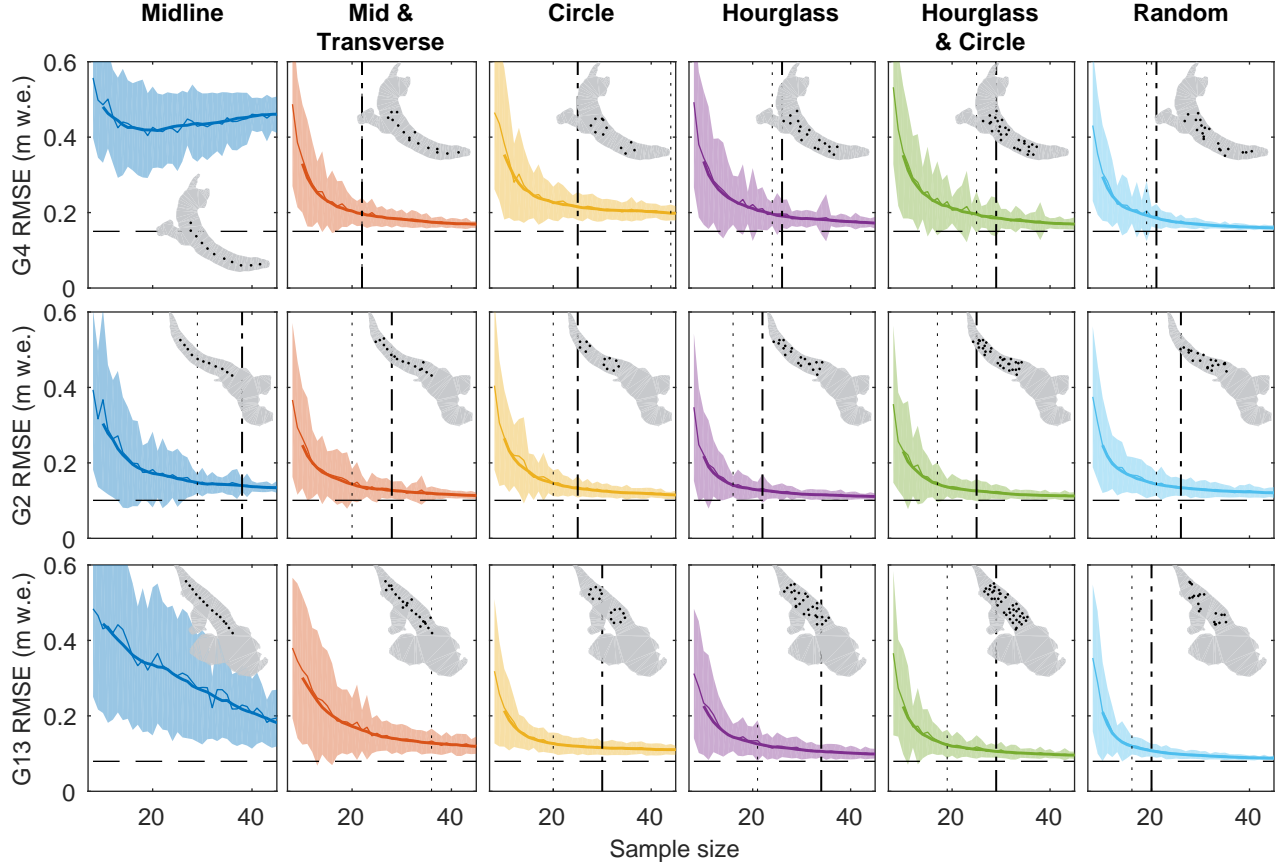 Midline
Mid &
Transverse
Circle
Hourglass
Hourglass
& Circle
Random
G4 RMSE (m w.e.)
0.6
0.4
0.2
0
G2 RMSE (m w.e.)
0.6
0.4
0.2
0
G13 RMSE (m w.e.)
0.6
0.4
0.2
0
20 40 20 40 20 40 20 40 20 40 20 40
Sample size